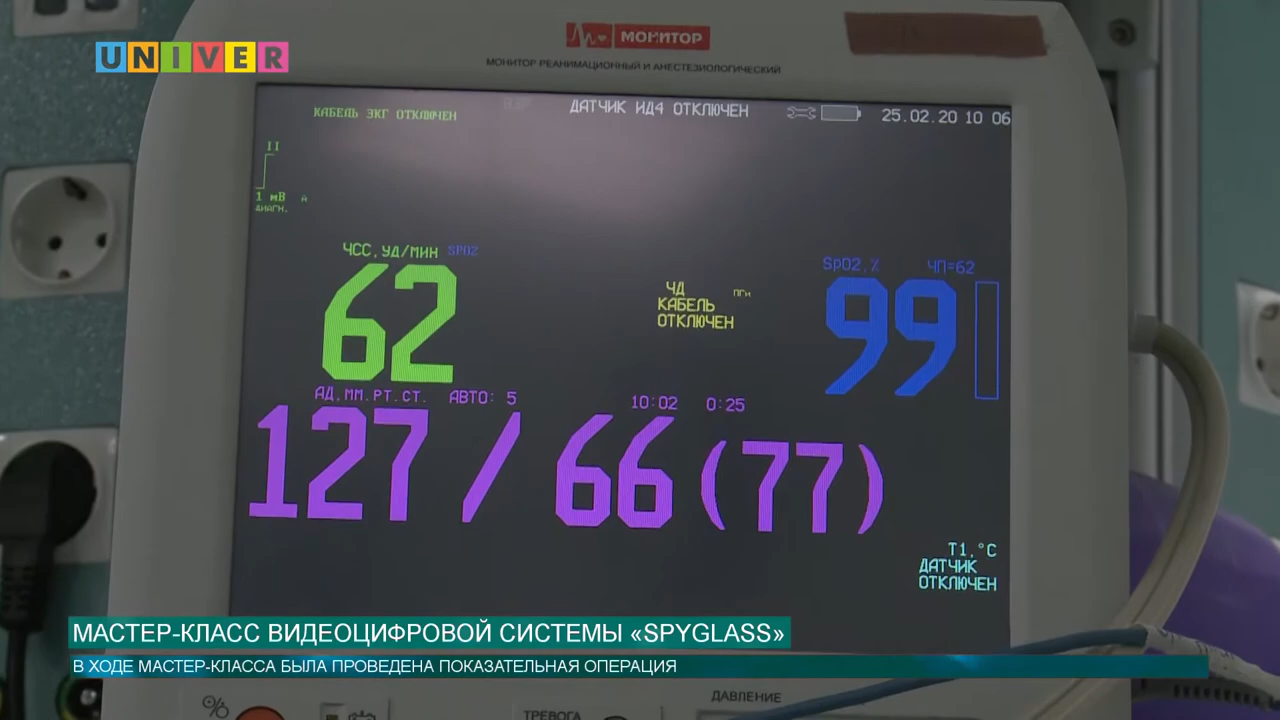 UNIVER
МОНИТОР
МОНИТОР РЕАНИМАЦИОННЫЙ И АНЕСТЕЗИОЛОГИЧЕСКИЙ
КАБЕЛЬ ЭКГ ОТКЛЮЧЕН
ДАТЧИК ИД4 ОТКЛЮЧЕН
25.02.20 10 06
II
1 мВ
ДИАГН.
ЧСС,УД/МИН SPO2
62
ЧД
КАБЕЛЬ
ОТКЛЮЧЕН
SpO2,% ЧП=62
99
АД,ММ.РТ.СТ. АВТО: 5 10:02 0:25
127/66(77)
T1,°C
ДАТЧИК
ОТКЛЮЧЕН
МАСТЕР-КЛАСС ВИДЕОЦИФРОВОЙ СИСТЕМЫ «SPYGLASS»
В ХОДЕ МАСТЕР-КЛАССА БЫЛА ПРОВЕДЕНА ПОКАЗАТЕЛЬНАЯ ОПЕРАЦИЯ
%
ТРЕВОГА
ДАВЛЕНИЕ